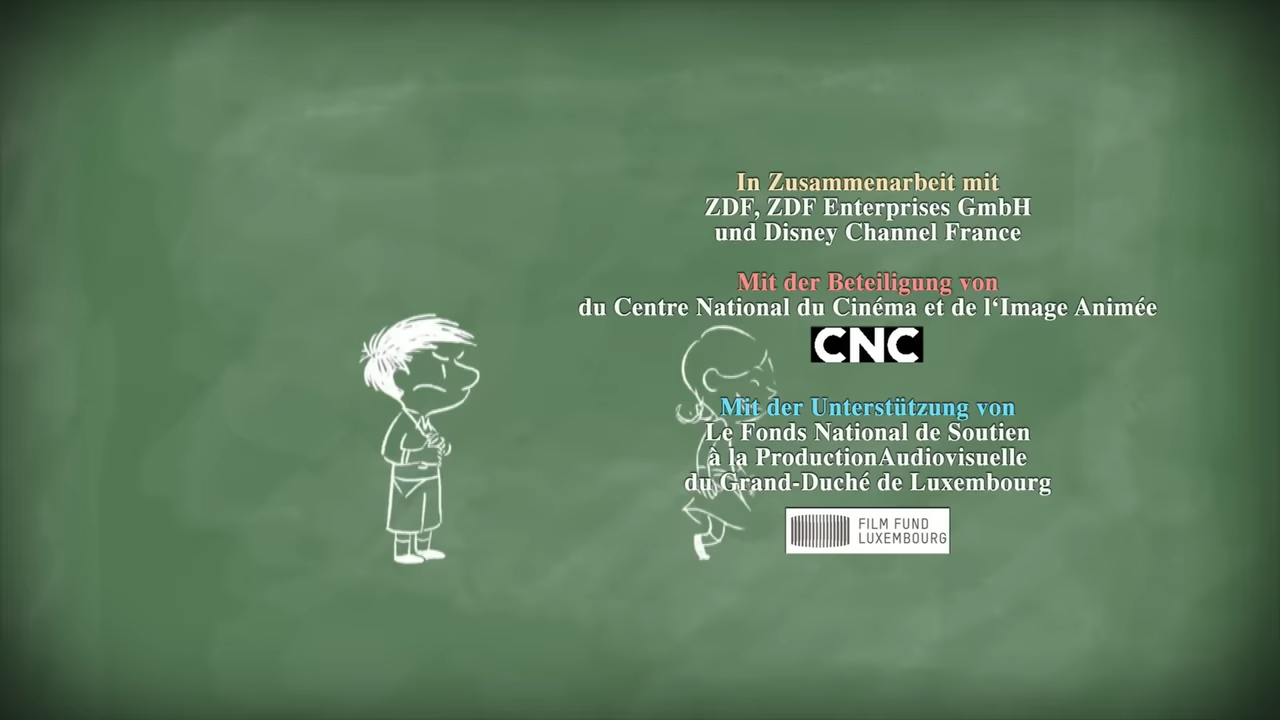 In Zusammenarbeit mit
ZDF, ZDF Enterprises GmbH
und Disney Channel France
Mit der Beteiligung von
du Centre National du Cinéma et de l‘Image Animée
CNC
Mit der Unterstützung von
Le Fonds National de Soutien
à la ProductionAudiovisuelle
du Grand-Duché de Luxembourg
FILM FUND
LUXEMBOURG